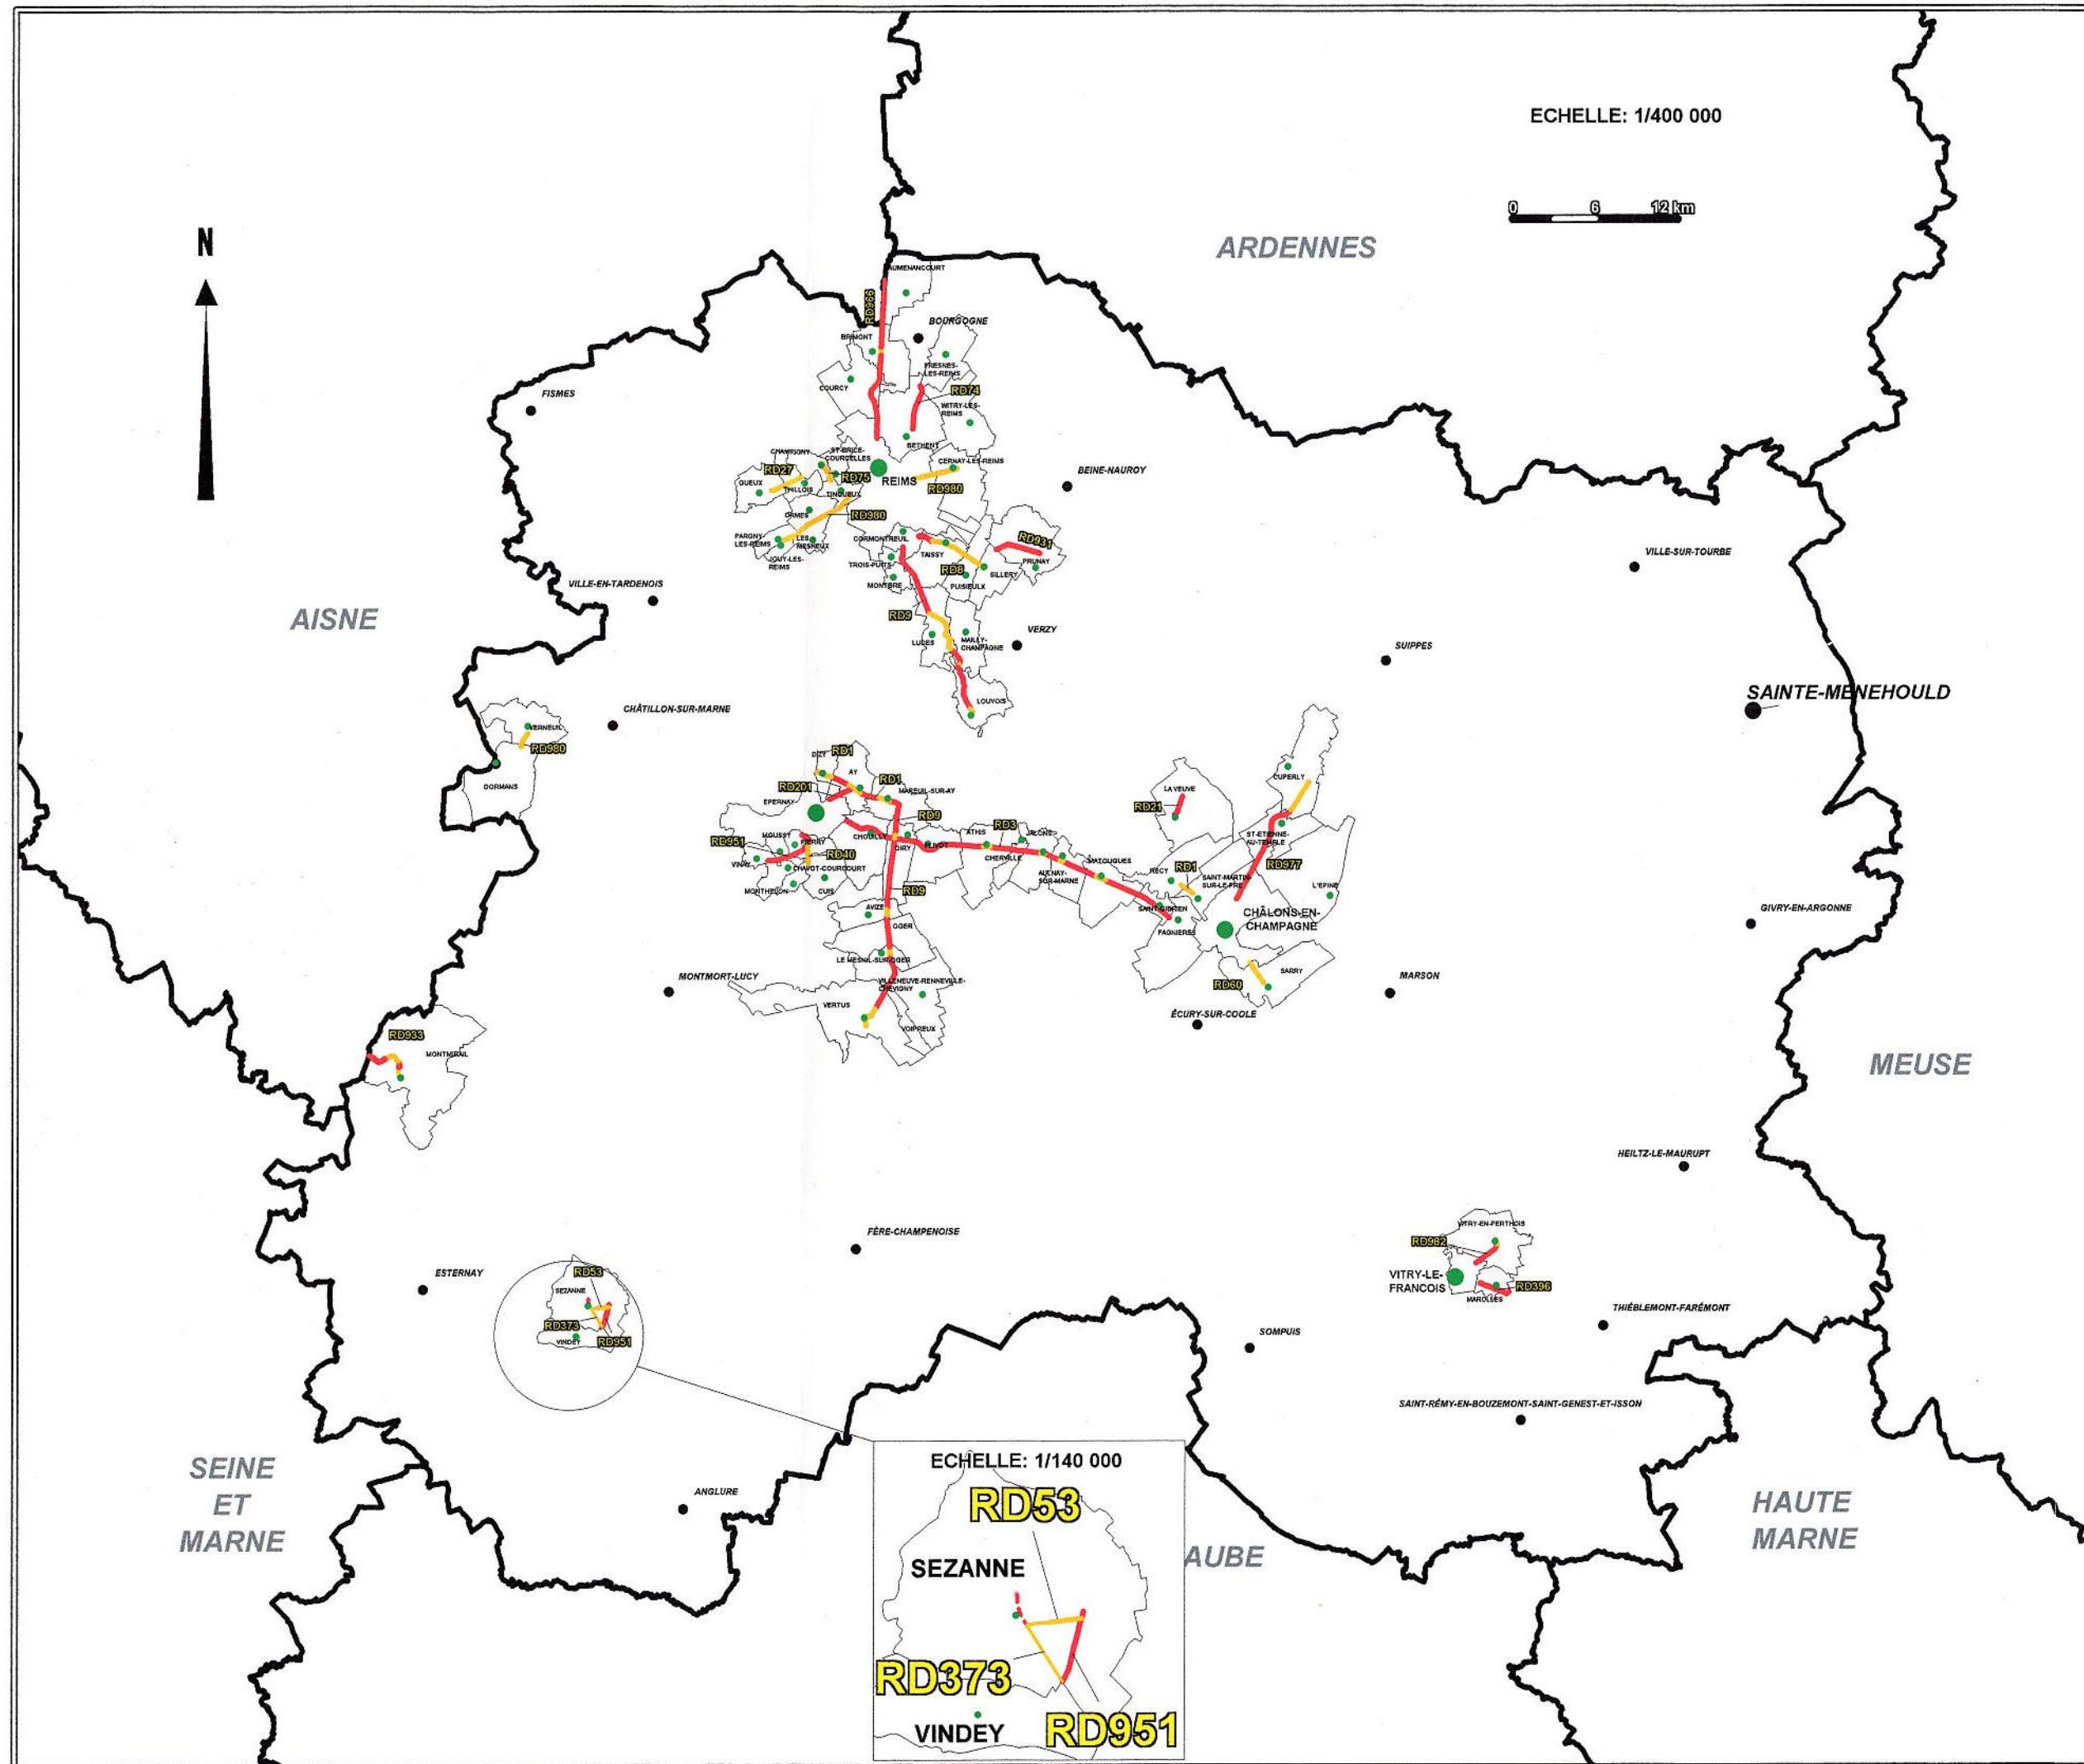 ECHELLE: 1/400 000
0 6 12 km
N
ARDENNES
AUMENANCOURT
RD966
BOURGOGNE
BRIMONT
FRESNES-
LES-REIMS
COURCY
RD74
FISMES
WITRY-LES-
REIMS
BETHENY
CHAMPIGNY
ST-BRICE-
COURCELLES
CERNAY-LES-REIMS
RD27
RD75
REIMS
BEINE-NAUROY
GUEUX
THILLOIS
TINQUEUX
RD980
ORMES
RD980
PARGNY-
LES-REIMS
LES
MESNEUX
JOUY-LES-
REIMS
CORMONTREUIL
TAISSY
RD931
PRUNAY
TROIS-PUITS
RD8
SILLERY
MONTBRE
PUISIEULX
VILLE-SUR-TOURBE
VILLE-EN-TARDENOIS
AISNE
RD9
LUDES
MAILLY-
CHAMPAGNE
VERZY
SUIPPES
SAINTE-MENEHOULD
LOUVOIS
CHÂTILLON-SUR-MARNE
VERNEUIL
RD980
DORMANS
DIZY
RD1
AY
RD1
RD201
MAREUIL-SUR-AY
EPERNAY
RD9
CUPERLY
LA VEUVE
RD21
ATHIS
RD3
JALONS
ST-ETIENNE-
AU-TEMPLE
RD951
MOUSSY
PIERRY
CHOUILLY
OIRY
PLIVOT
CHERVILLE
VINAY
RD40
CHAVOT-COURCOURT
MATOUGUES
RECY
RD1
RD977
AULNAY-
SUR-MARNE
SAINT-MARTIN-
SUR-LE-PRE
MONTHELON
CUIS
RD9
L'EPINE
AVIZE
SAINT-GIBRIEN
CHÂLONS-EN-
CHAMPAGNE
GIVRY-EN-ARGONNE
OGER
FAGNIERES
LE MESNIL-SUR-OGER
SARRY
MONTMORT-LUCY
VILLENEUVE-RENNEVILLE-
CHEVIGNY
RD60
MARSON
VERTUS
ÉCURY-SUR-COOLE
VOIPREUX
RD933
MONTMIRAIL
MEUSE
HEILTZ-LE-MAURUPT
VITRY-EN-PERTHOIS
FÈRE-CHAMPENOISE
RD982
ESTERNAY
RD53
VITRY-LE-
FRANCOIS
SEZANNE
RD396
MAROLLES
RD373
VINDEY
RD951
THIÉBLEMONT-FARÉMONT
SOMPUIS
SAINT-RÉMY-EN-BOUZEMONT-SAINT-GENEST-ET-ISSON
ECHELLE: 1/140 000
SEINE
ET
MARNE
ANGLURE
RD53
HAUTE
MARNE
AUBE
SEZANNE
RD373
VINDEY
RD951